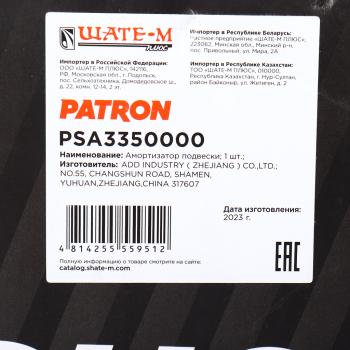 ШАТЕ-М
ПЛЮС
Импортер в Российской Федерации:
ООО «ШАТЕ-М ПЛЮС», 142116,
РФ, Московская обл., г. Подольск,
пос. Сельхозтехника, Домодедовское ш.,
д. 22, комн. 12-14, 2 эт.
Импортер в Республике Беларусь:
Частное предприятие «ШАТЕ-М ПЛЮС»,
223062, Минская обл., Минский р-н,
пос. Привольный, ул. Мира, 2А
Импортер в Республике Казахстан:
ТОО «ШАТЕ-М ПЛЮС», 010000,
Республика Казахстан, г. Нур-Султан,
район Байконыр, ул. Жетиген, д. 2
PATRON
PSA3350000
Наименование: Амортизатор подвески; 1 шт.;
Изготовитель: ADD INDUSTRY ( ZHEJIANG ) CO.,LTD.;
NO.55, CHANGSHUN ROAD, SHAMEN,
YUHUAN,ZHEJIANG,CHINA 317607
4 814255 559512
Дата изготовления:
2023 г.
EAC
Полную информацию о товаре смотрите на сайте:
catalog.shate-m.com